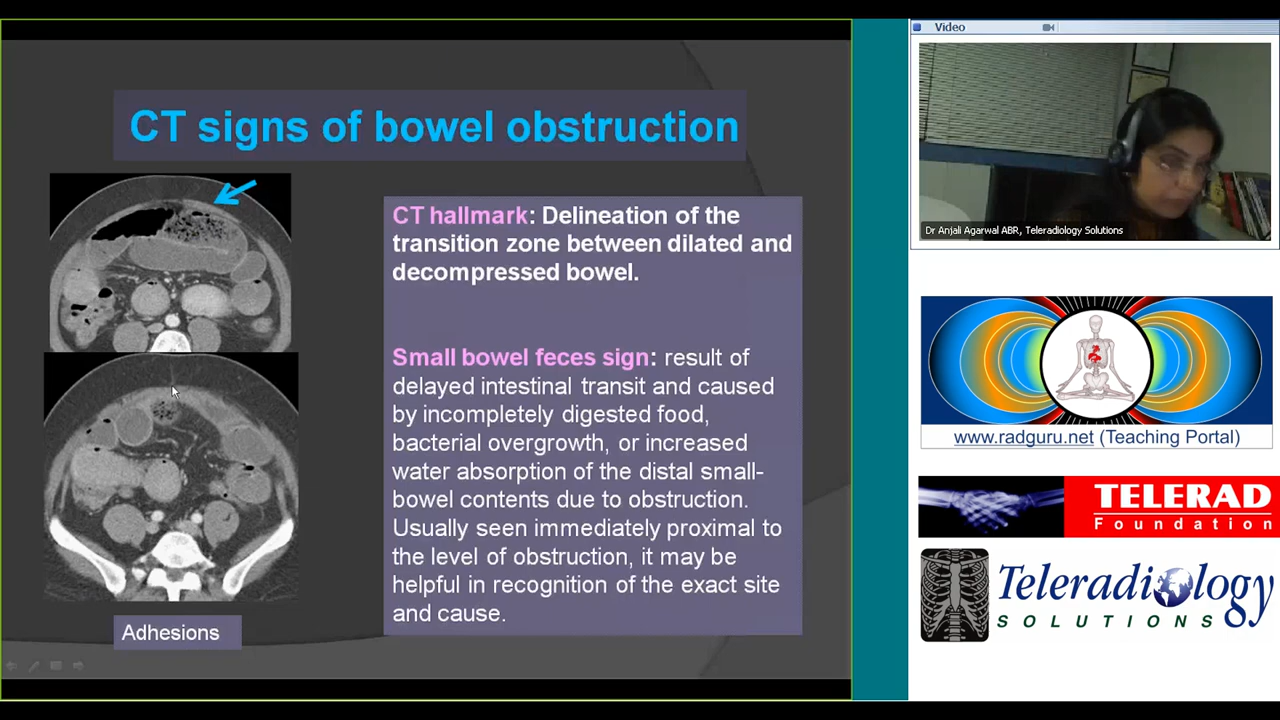 CT signs of bowel obstruction
CT hallmark: Delineation of the
transition zone between dilated and
decompressed bowel.
Small bowel feces sign: result of
delayed intestinal transit and caused
by incompletely digested food,
bacterial overgrowth, or increased
water absorption of the distal small-
bowel contents due to obstruction.
Usually seen immediately proximal to
the level of obstruction, it may be
helpful in recognition of the exact site
and cause.
Adhesions
Video
Dr Anjali Agarwal ABR, Teleradiology Solutions
www.radguru.net (Teaching Portal)
TELERAD
Foundation
Teleradiology
SOLUTIONS